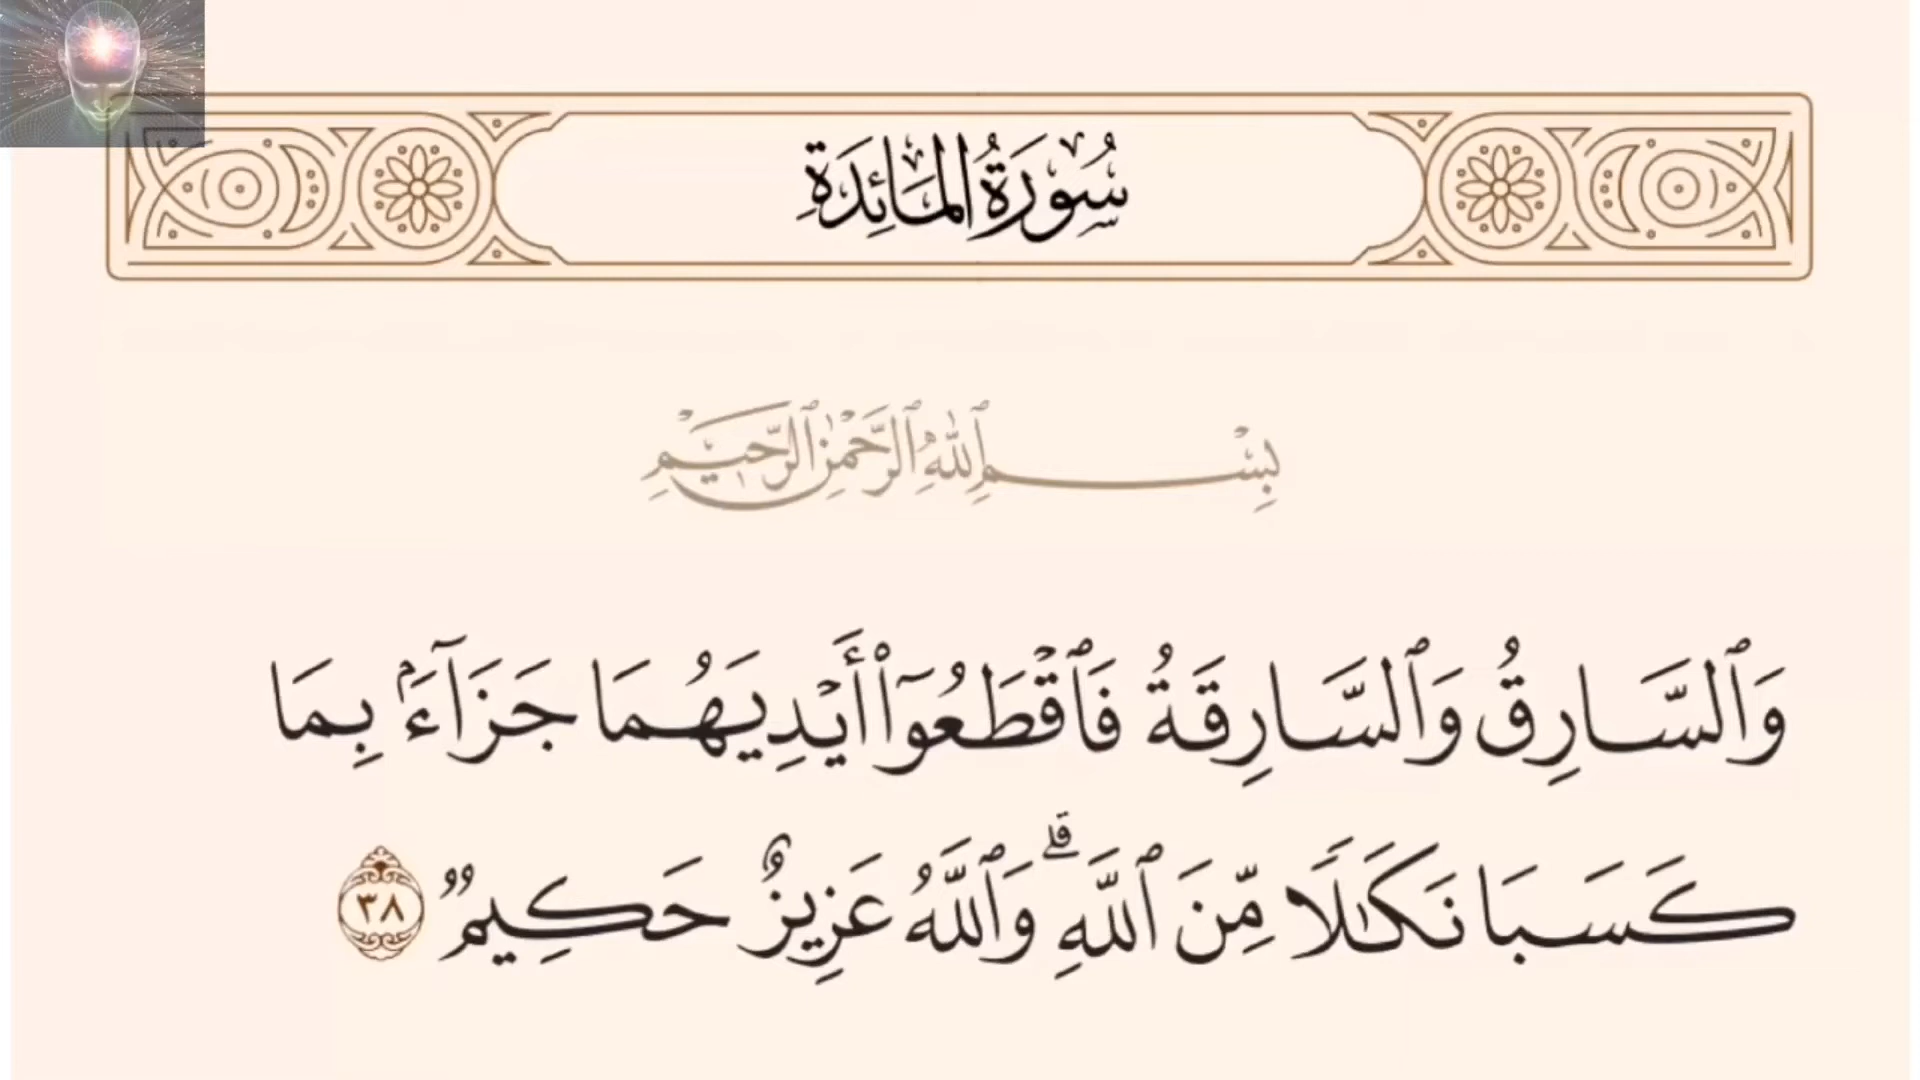 سُورَةُ المَائِدَةِ
بِسْمِ ٱللَّهِ ٱلرَّحْمَٰنِ ٱلرَّحِيمِ
وَٱلسَّارِقُ وَٱلسَّارِقَةُ فَٱقْطَعُوٓا۟ أَيْدِيَهُمَا جَزَآءَۢ بِمَا
كَسَبَا نَكَـٰلًا مِّنَ ٱللَّهِ ۗ وَٱللَّهُ عَزِيزٌ حَكِيمٌ ٣٨